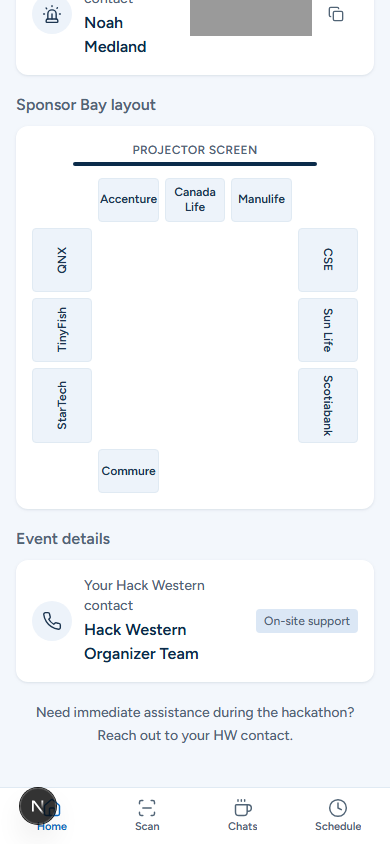 Noah
Medland
Sponsor Bay layout
PROJECTOR SCREEN
Accenture
Canada
Life
Manulife
QNX
CSE
TinyFish
Sun Life
StarTech
Scotiabank
Commure
Event details
Your Hack Western
contact
Hack Western
Organizer Team
On-site support
Need immediate assistance during the hackathon?
Reach out to your HW contact.
N
Home
Scan
Chats
Schedule